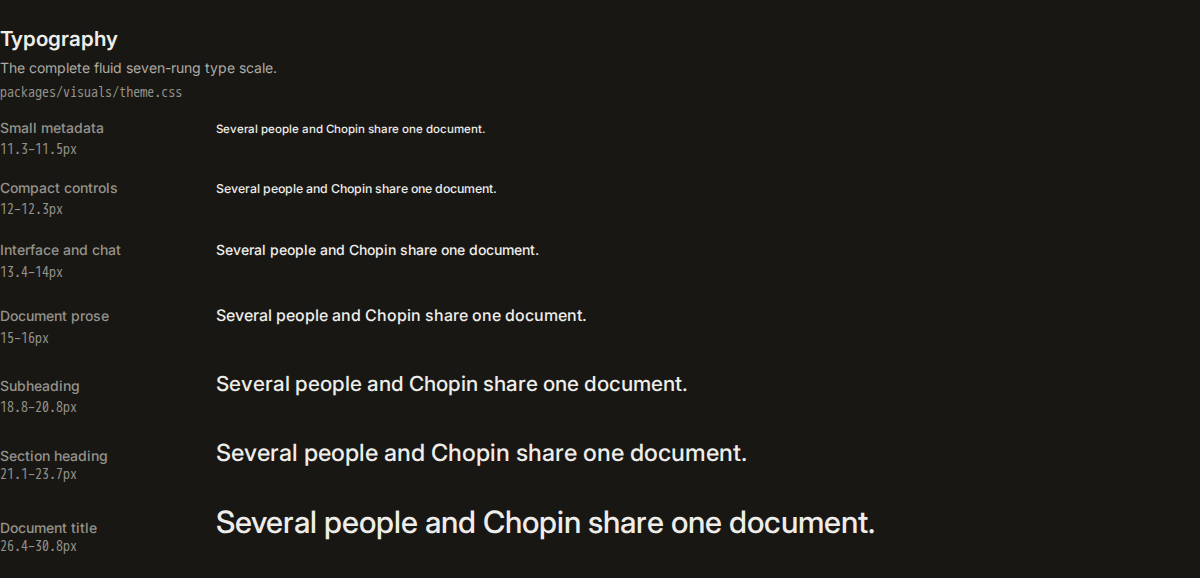 Typography
The complete fluid seven-rung type scale.
packages/visuals/theme.css
Small metadata
Several people and Chopin share one document.
11.3–11.5px
Compact controls
Several people and Chopin share one document.
12–12.3px
Interface and chat
Several people and Chopin share one document.
13.4–14px
Document prose
Several people and Chopin share one document.
15–16px
Subheading
Several people and Chopin share one document.
18.8–20.8px
Section heading
Several people and Chopin share one document.
21.1–23.7px
Document title
Several people and Chopin share one document.
26.4–30.8px